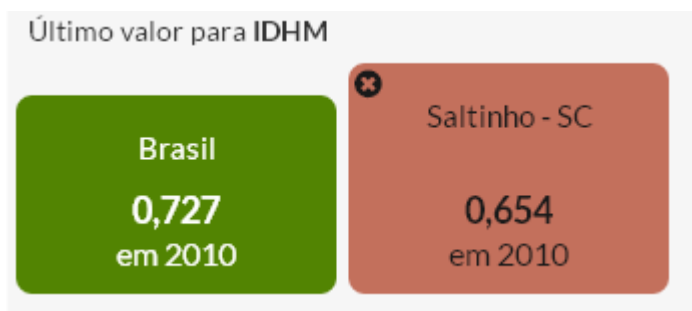 Último valor para IDHM
Brasil
0,727
em 2010
Saltinho - SC
0,654
em 2010